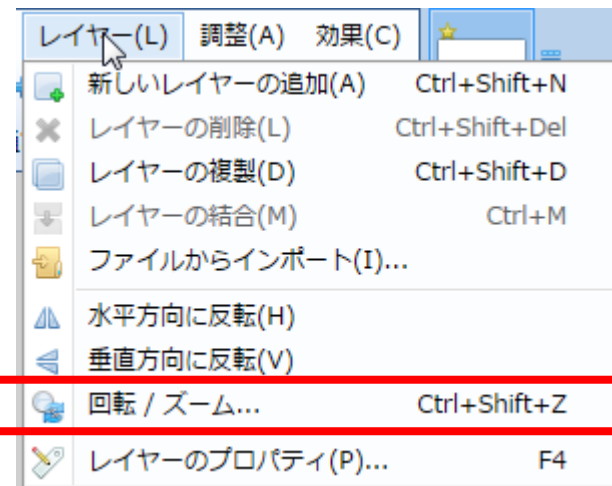 レイヤー(L) 調整(A) 効果(C)
新しいレイヤーの追加(A) Ctrl+Shift+N
レイヤーの削除(L) Ctrl+Shift+Del
レイヤーの複製(D) Ctrl+Shift+D
レイヤーの結合(M) Ctrl+M
ファイルからインポート(I)...
水平方向に反転(H)
垂直方向に反転(V)
回転 / ズーム... Ctrl+Shift+Z
レイヤーのプロパティ(P)... F4